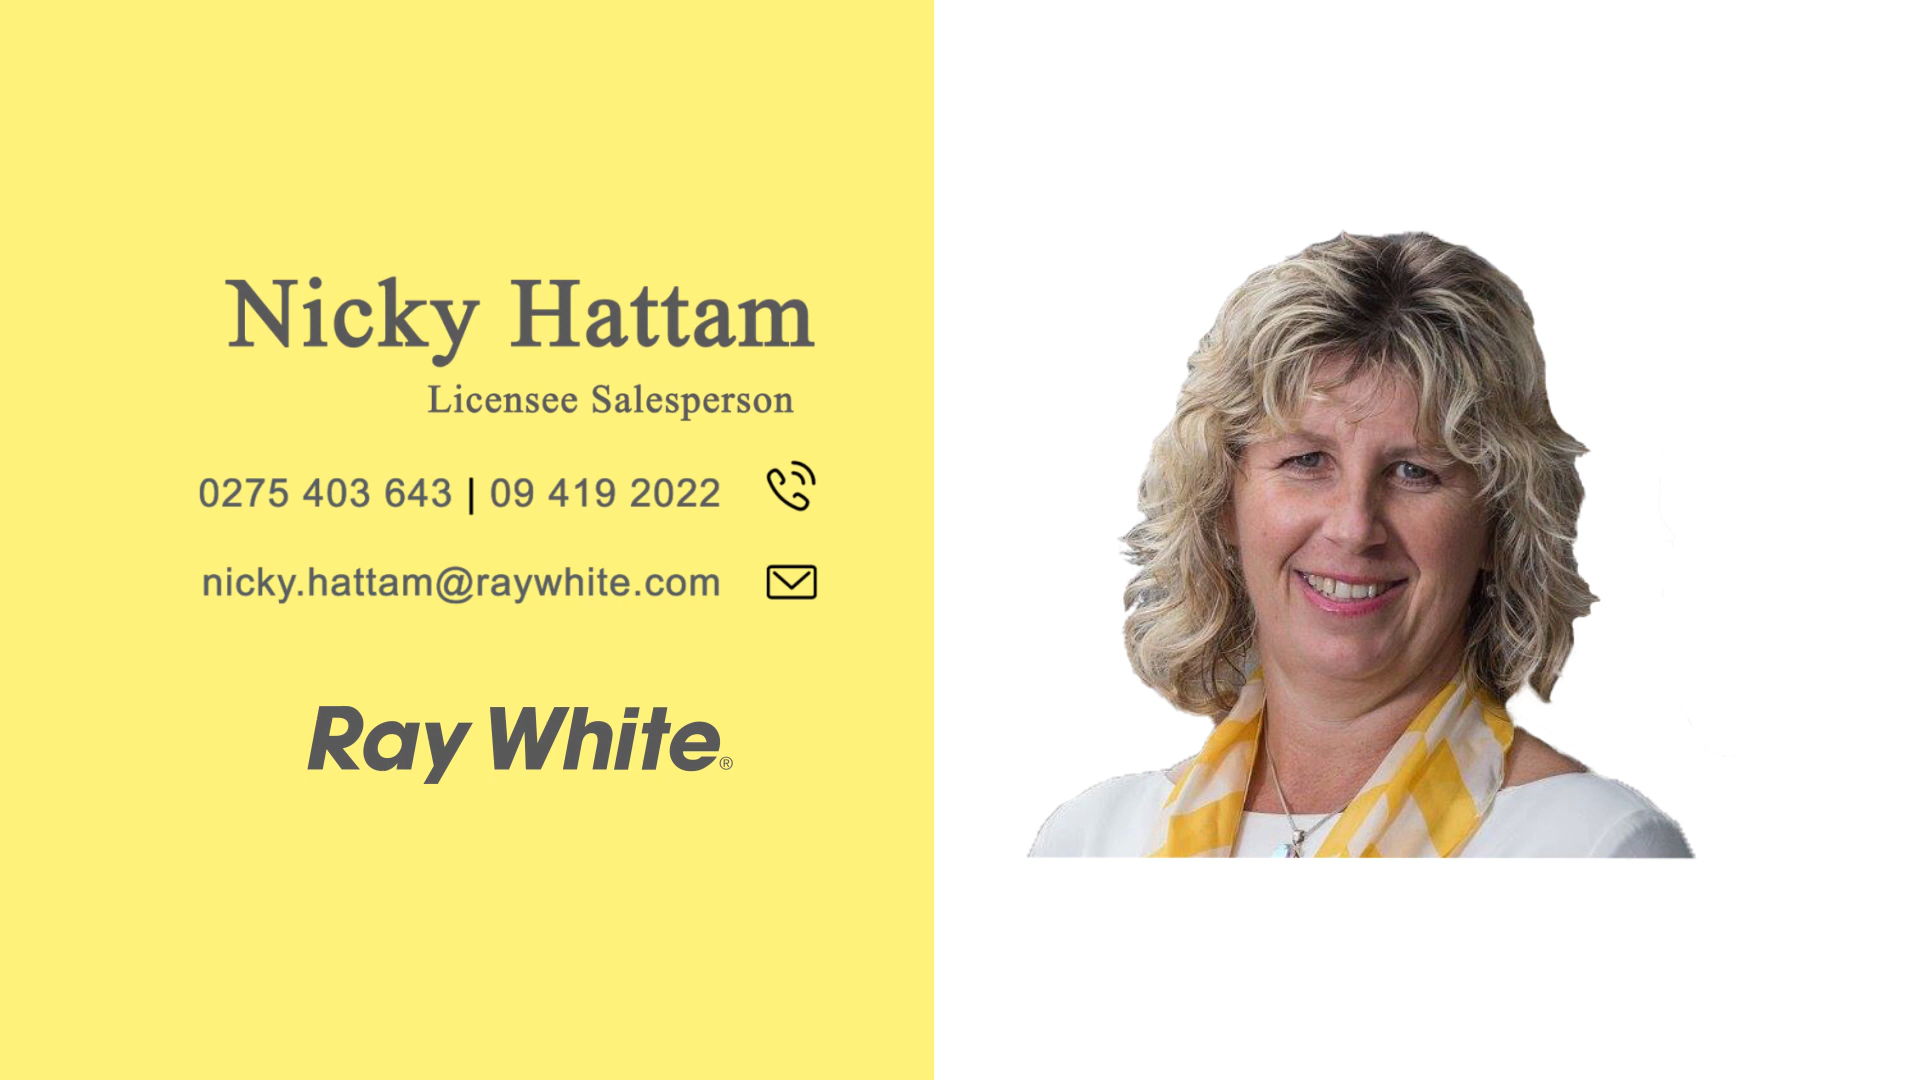 Nicky Hattam
Licensee Salesperson
0275 403 643 | 09 419 2022
nicky.hattam@raywhite.com
Ray White®